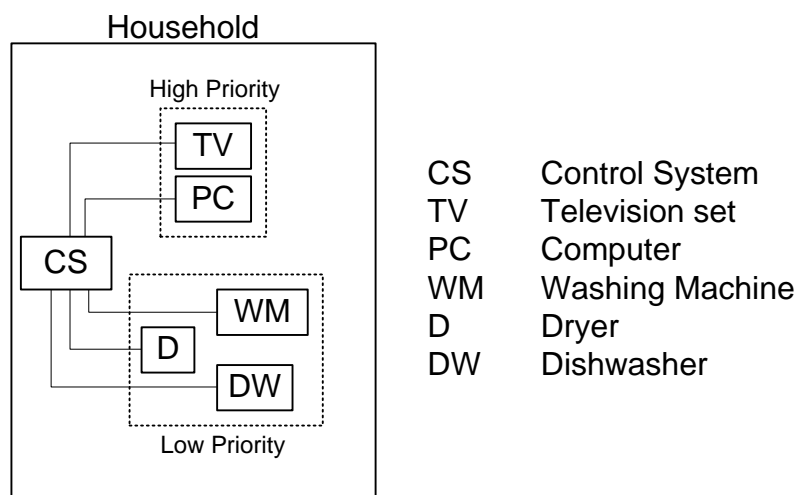 Household
High Priority
TV
PC
CS
WM
D
DW
Low Priority
CS Control System
TV Television set
PC Computer
WM Washing Machine
D Dryer
DW Dishwasher